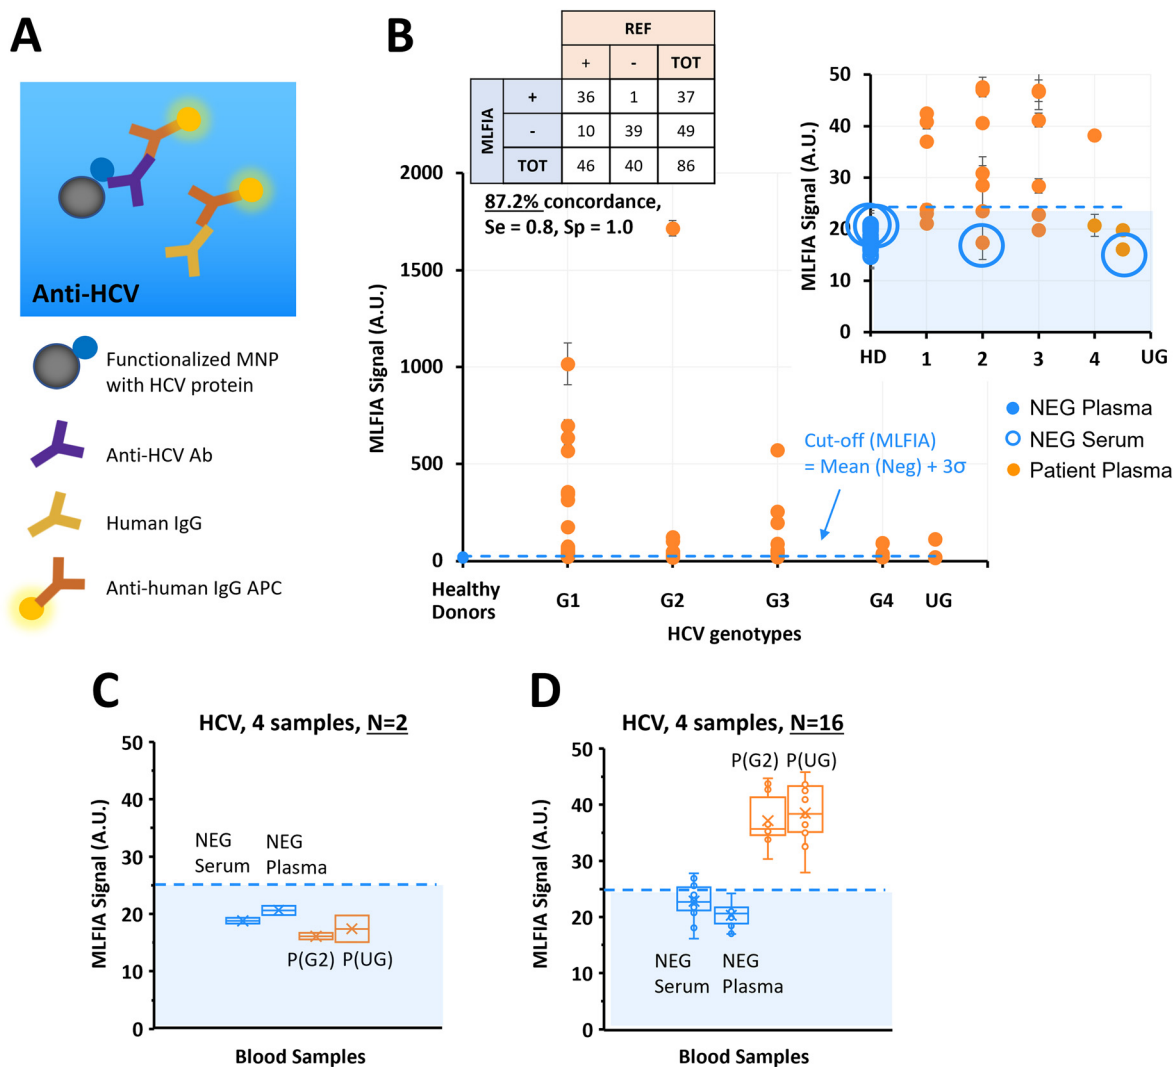 A
Anti-HCV
Functionalized MNP
with HCV protein
Anti-HCV Ab
Human IgG
Anti-human IgG APC
B
REF
+ - TOT
MLFIA
+ 36 1 37
- 10 39 49
TOT 46 40 86
87.2% concordance,
Se = 0.8, Sp = 1.0
MLFIA Signal (A.U.)
2000
1500
1000
500
0
Cut-off (MLFIA)
= Mean (Neg) + 3σ
Healthy
Donors
G1 G2 G3 G4 UG
HCV genotypes
MLFIA Signal (A.U.)
50
40
30
20
10
0
HD 1 2 3 4 UG
NEG Plasma
NEG Serum
Patient Plasma
C
HCV, 4 samples, N=2
MLFIA Signal (A.U.)
50
40
30
20
10
0
NEG
Serum
NEG
Plasma
P(G2) P(UG)
Blood Samples
D
HCV, 4 samples, N=16
MLFIA Signal (A.U.)
50
40
30
20
10
0
P(G2) P(UG)
NEG
Serum
NEG
Plasma
Blood Samples